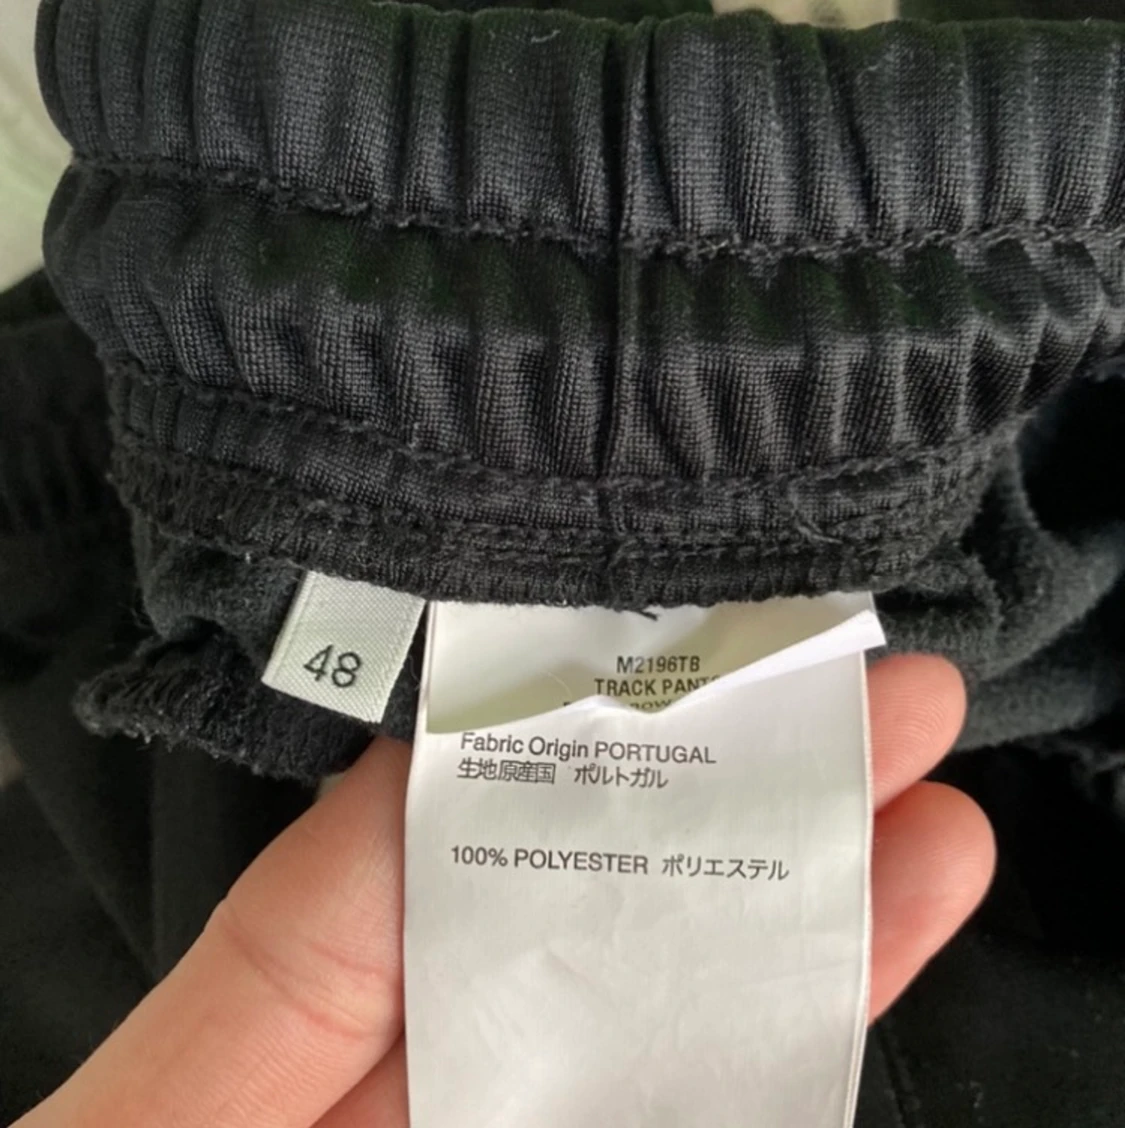 48
M2196TB
TRACK
Fabric Origin PORTUGAL
生地原産国 ポルトガル
100% POLYESTER ポリエステル